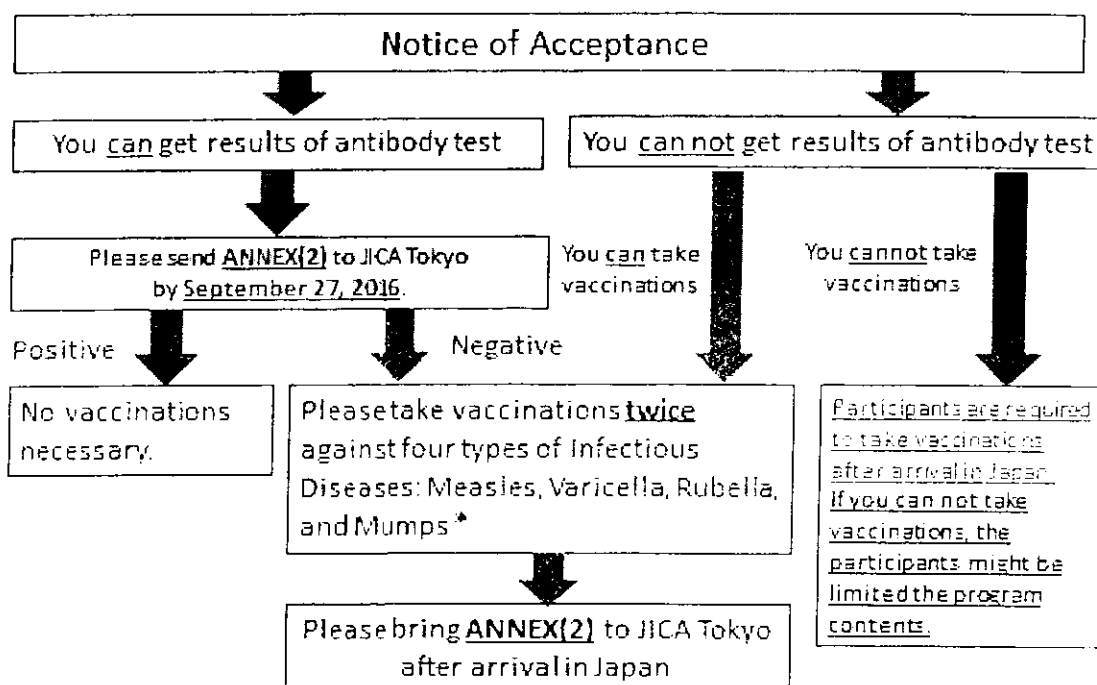 Notice of Acceptance
You can get results of antibody test
You can not get results of antibody test
Please send ANNEX(2) to JICA Tokyo
by September 27, 2016.
You can take
vaccinations
You cannot take
vaccinations
Positive
Negative
No vaccinations
necessary.
Please take vaccinations twice
against four types of Infectious
Diseases: Measles, Varicella, Rubella,
and Mumps *
Participants are required
to take vaccinations
after arrival in Japan
If you can not take
vaccinations, the
participants might be
limited the program
contents.
Please bring ANNEX(2) to JICA Tokyo
after arrival in Japan